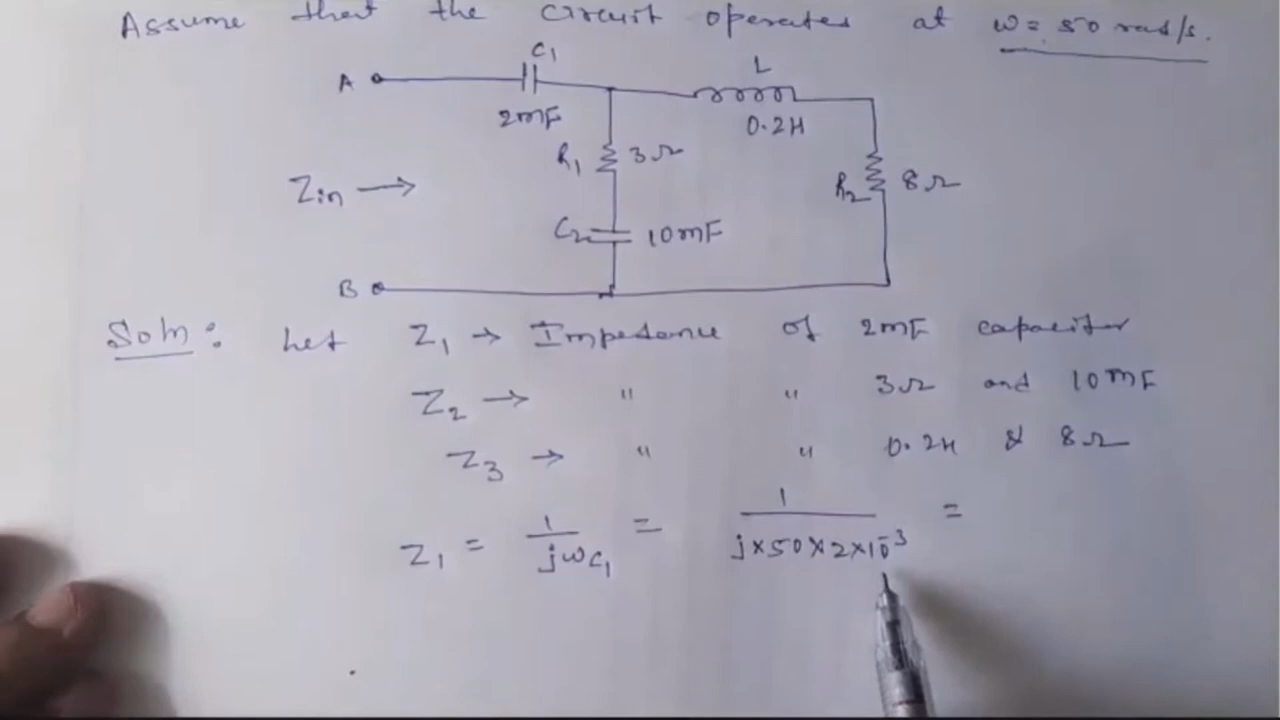 Assume that the circuit operates at ω = 50 rad/s.
C1 L
A
2mF 0.2H
R1 3Ω
Zin → R2 8Ω
C2 10mF
B
Soln: Let Z1 → Impedance of 2mF capacitor
Z2 → " " 3Ω and 10mF
Z3 → " " 0.2H & 8Ω
Z1 = 1/jωC1 = 1/j×50×2×10⁻³ =